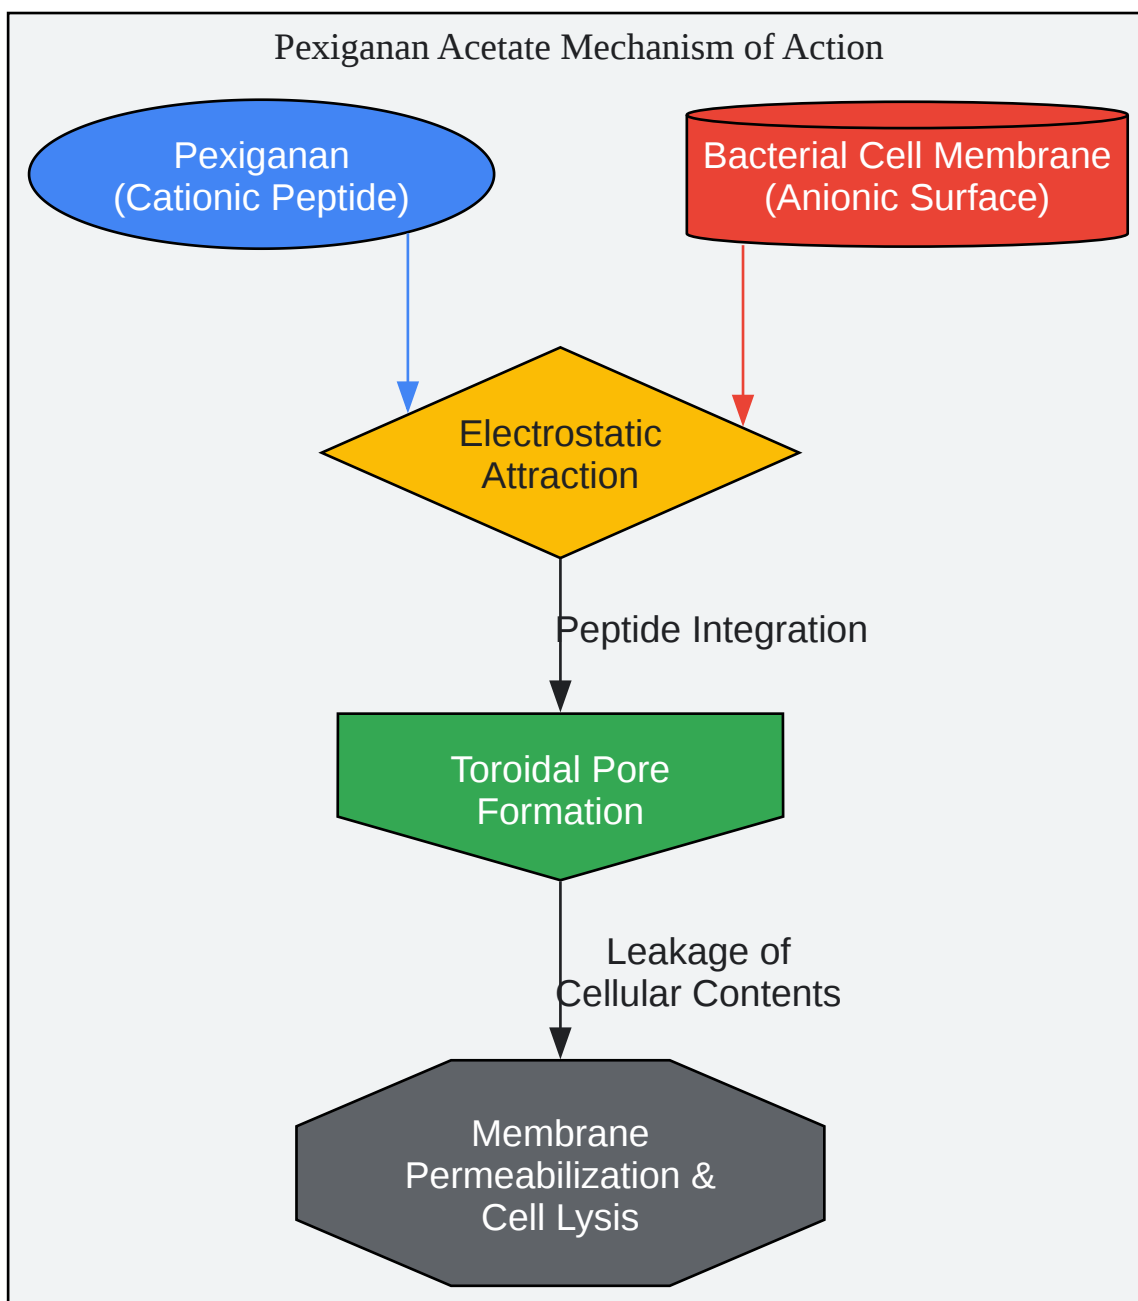 Pexiganan Acetate Mechanism of Action
Pexiganan
(Cationic Peptide)
Bacterial Cell Membrane
(Anionic Surface)
Electrostatic
Attraction
Peptide Integration
Toroidal Pore
Formation
Leakage of
Cellular Contents
Membrane
Permeabilization &
Cell Lysis